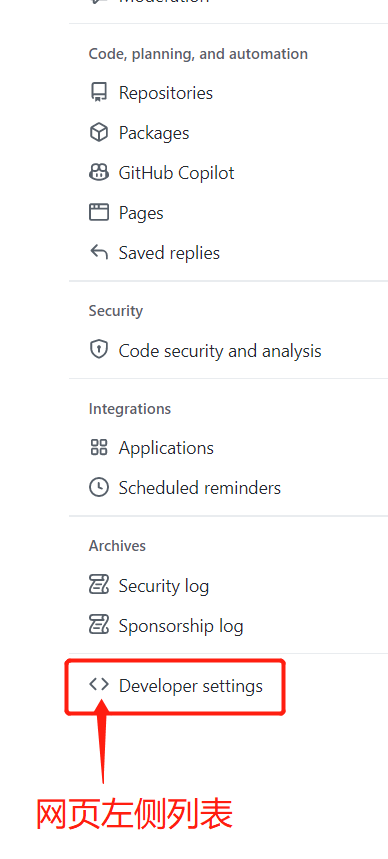 Moderation
Code, planning, and automation
Repositories
Packages
GitHub Copilot
Pages
Saved replies
Security
Code security and analysis
Integrations
Applications
Scheduled reminders
Archives
Security log
Sponsorship log
Developer settings
网页左侧列表